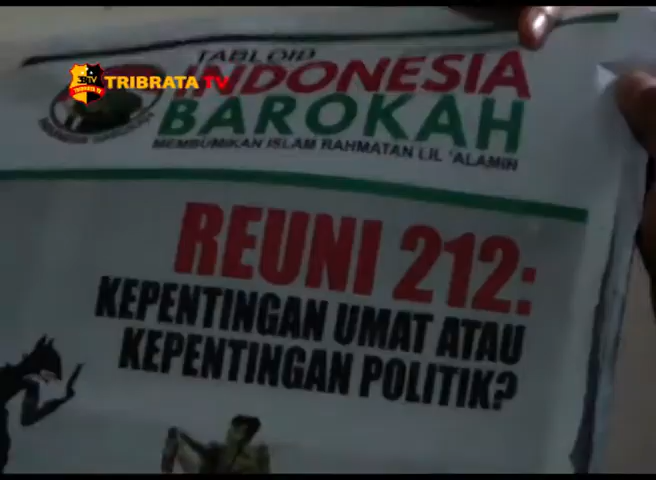 TRIBRATA TV
TABLOID
INDONESIA
BAROKAH
MEMBUMIKAN ISLAM RAHMATAN LIL 'ALAMIN
REUNI 212:
KEPENTINGAN UMAT ATAU
KEPENTINGAN POLITIK?